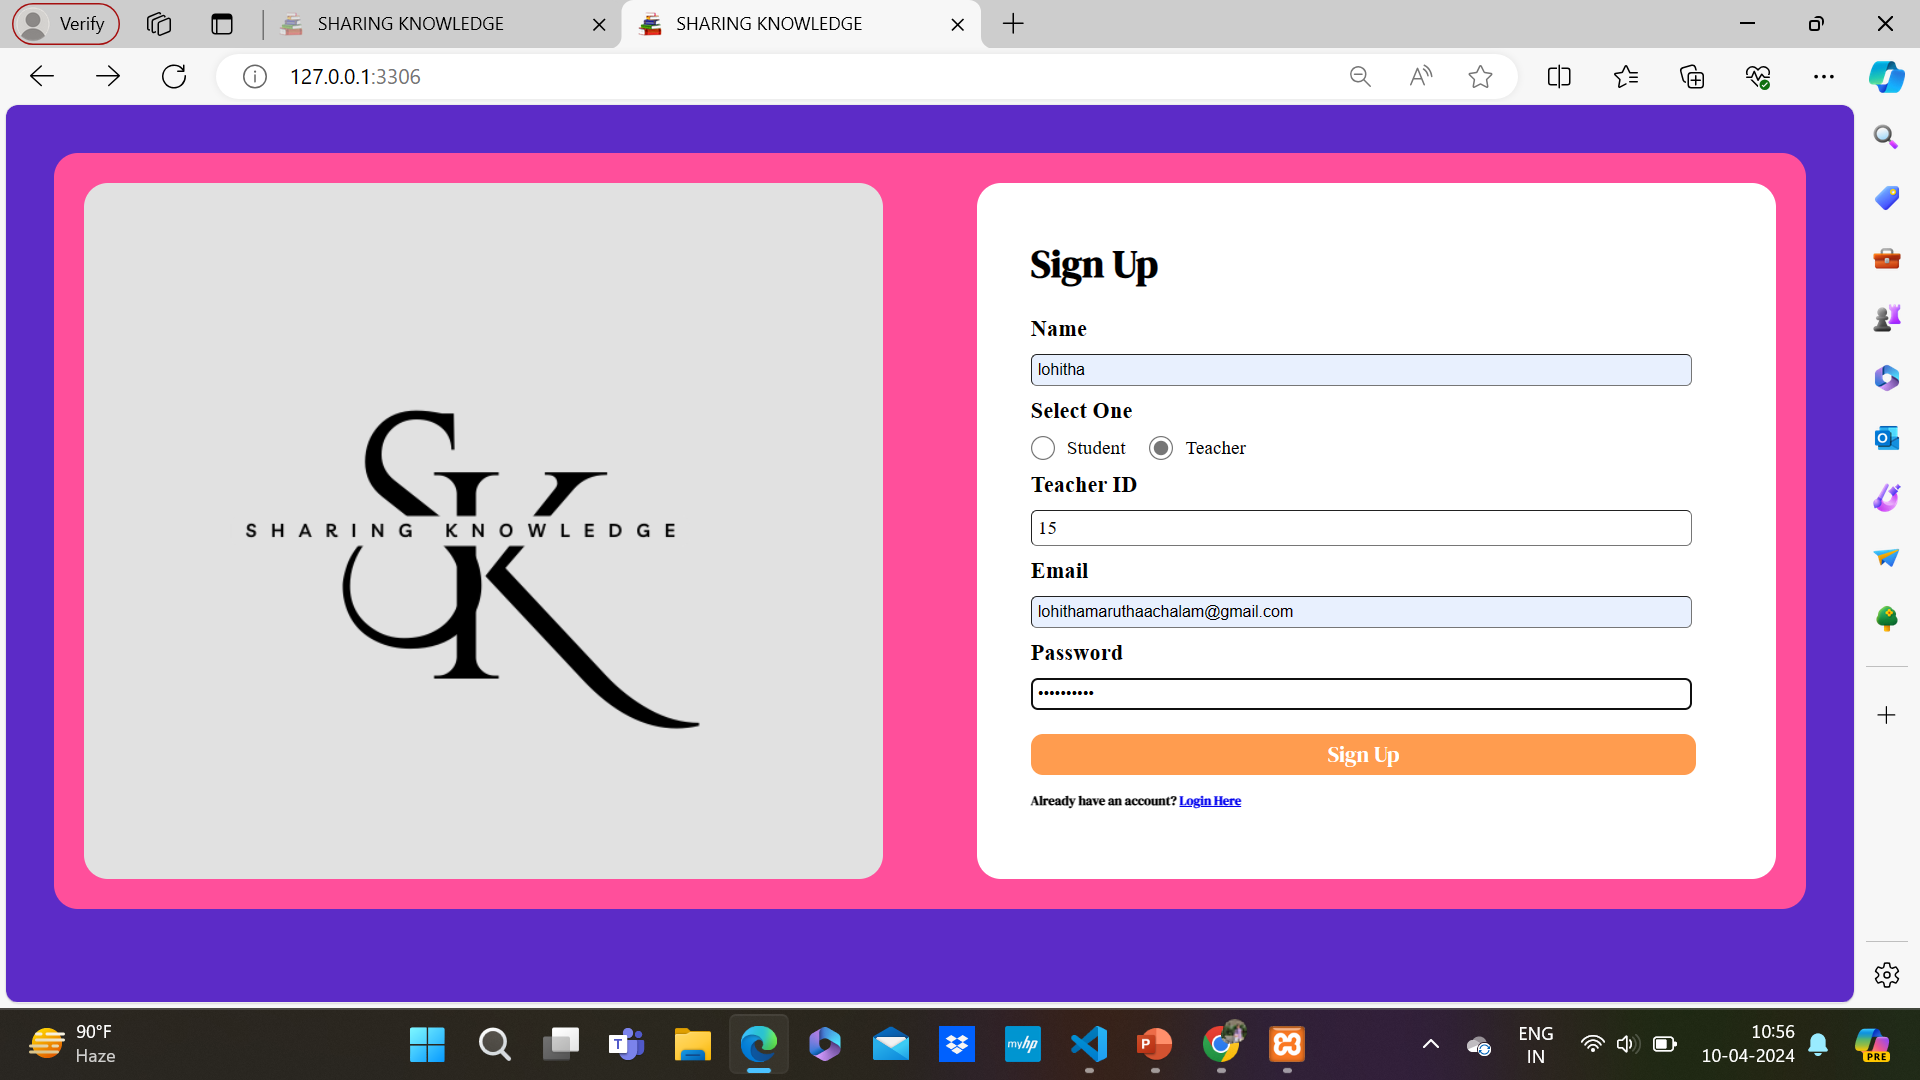 Verify
SHARING KNOWLEDGE
SHARING KNOWLEDGE
127.0.0.1:3306
SHARING KNOWLEDGE
Sign Up
Name
lohitha
Select One
Student
Teacher
Teacher ID
15
Email
lohithamaruthaachalam@gmail.com
Password
••••••••••
Sign Up
Already have an account? Login Here
90°F
Haze
myhp
ENG
IN
10:56
10-04-2024
PRE